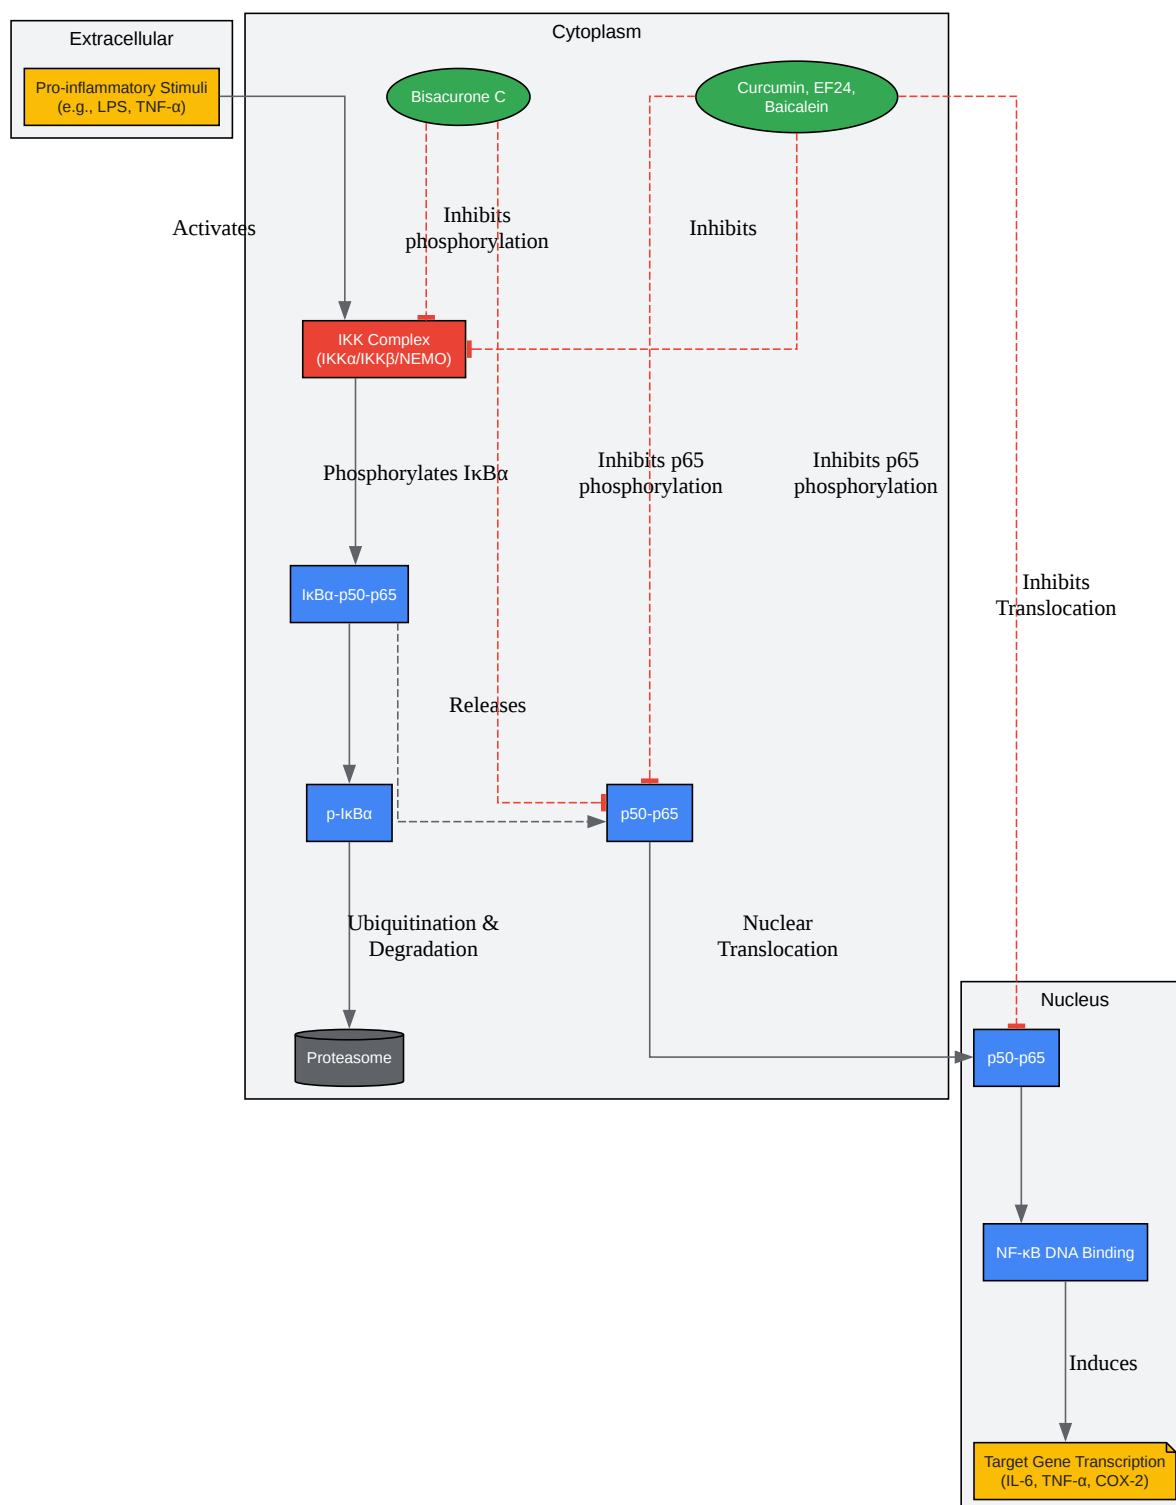 Extracellular
Cytoplasm
Pro-inflammatory Stimuli
(e.g., LPS, TNF-α)
Bisacurone C
Curcumin, EF24,
Baicalein
Activates
Inhibits
phosphorylation
Inhibits
IKK Complex
(IKKα/IKKβ/NEMO)
Phosphorylates IκBα
Inhibits p65
phosphorylation
Inhibits p65
phosphorylation
IκBα-p50-p65
Inhibits
Translocation
Releases
p-IκBα
p50-p65
Ubiquitination &
Degradation
Nuclear
Translocation
Nucleus
Proteasome
p50-p65
NF-κB DNA Binding
Induces
Target Gene Transcription
(IL-6, TNF-α, COX-2)